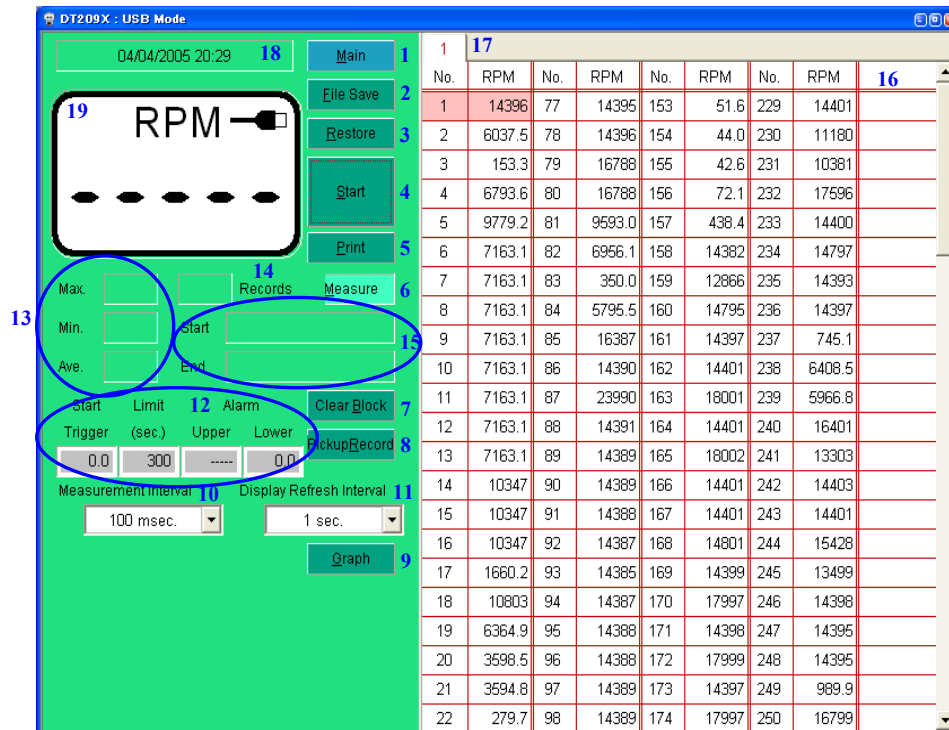 DT209X : USB Mode
04/04/2005 20:29 18
Main 1
File Save 2
Restore 3
Start 4
Print 5
19 RPM
- - - - -
14
Max. Records Measure 6
13
Min. Start 15
Ave. End
Start Limit 12 Alarm
Trigger (sec.) Upper Lower
0.0 300 ----- 0.0
Clear Block 7
PickupRecord 8
Measurement Interval 10 Display Refresh Interval 11
100 msec. 1 sec.
Graph 9
1 17
No. RPM No. RPM No. RPM No. RPM 16
1 14396 77 14395 153 51.6 229 14401
2 6037.5 78 14396 154 44.0 230 11180
3 153.3 79 16788 155 42.6 231 10381
4 6793.6 80 16788 156 72.1 232 17596
5 9779.2 81 9593.0 157 438.4 233 14400
6 7163.1 82 6956.1 158 14382 234 14797
7 7163.1 83 350.0 159 12866 235 14393
8 7163.1 84 5795.5 160 14795 236 14397
9 7163.1 85 16387 161 14397 237 745.1
10 7163.1 86 14390 162 14401 238 6408.5
11 7163.1 87 23990 163 18001 239 5966.8
12 7163.1 88 14391 164 14401 240 16401
13 7163.1 89 14389 165 18002 241 13303
14 10347 90 14389 166 14401 242 14403
15 10347 91 14388 167 14401 243 14401
16 10347 92 14387 168 14801 244 15428
17 1660.2 93 14385 169 14399 245 13499
18 10803 94 14387 170 17997 246 14398
19 6364.9 95 14388 171 14398 247 14395
20 3598.5 96 14388 172 17999 248 14395
21 3594.8 97 14389 173 14397 249 989.9
22 279.7 98 14389 174 17997 250 16799